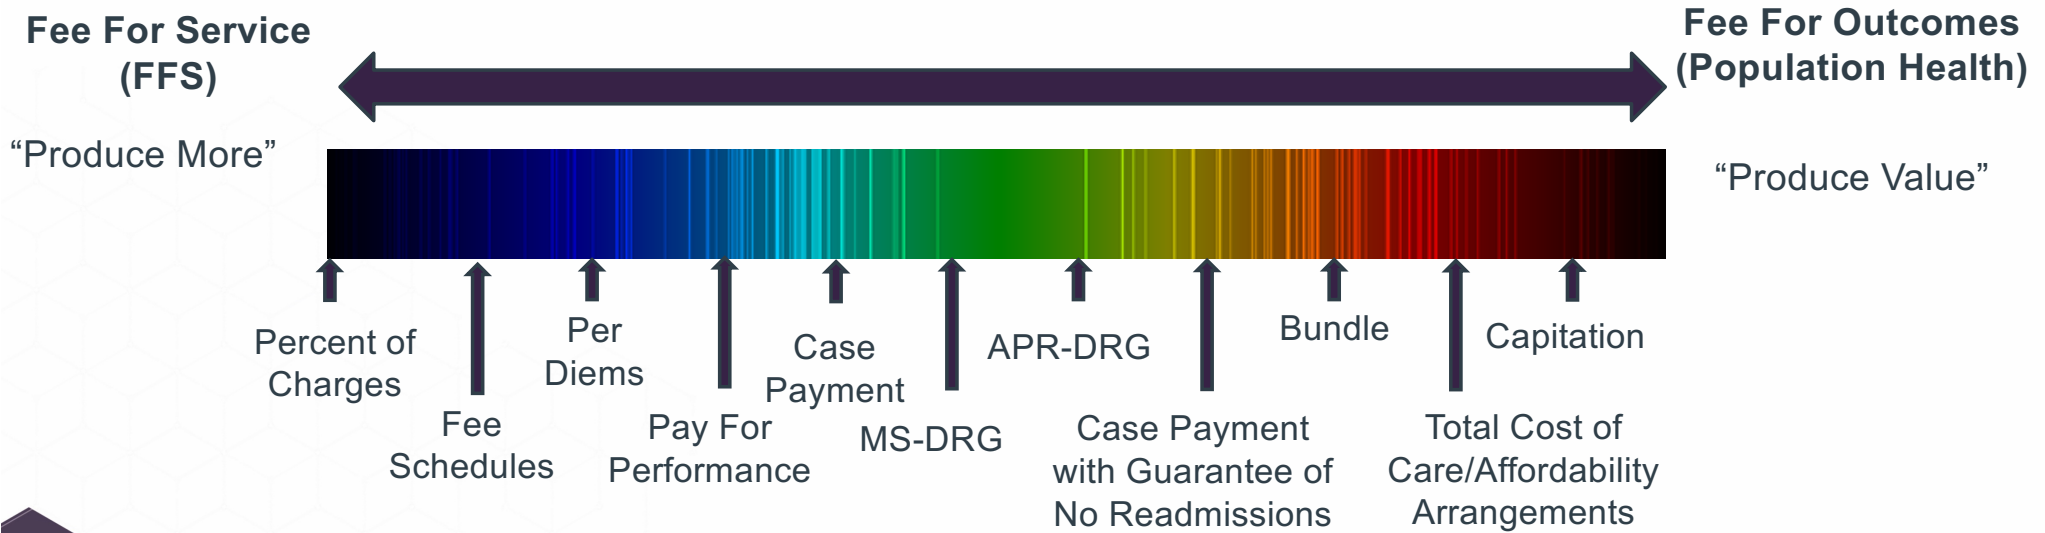 Fee For Service
(FFS)
Fee For Outcomes
(Population Health)
“Produce More”
“Produce Value”
Percent of
Charges
Fee
Schedules
Per
Diems
Pay For
Performance
Case
Payment
MS-DRG
APR-DRG
Case Payment
with Guarantee of
No Readmissions
Bundle
Total Cost of
Care/Affordability
Arrangements
Capitation